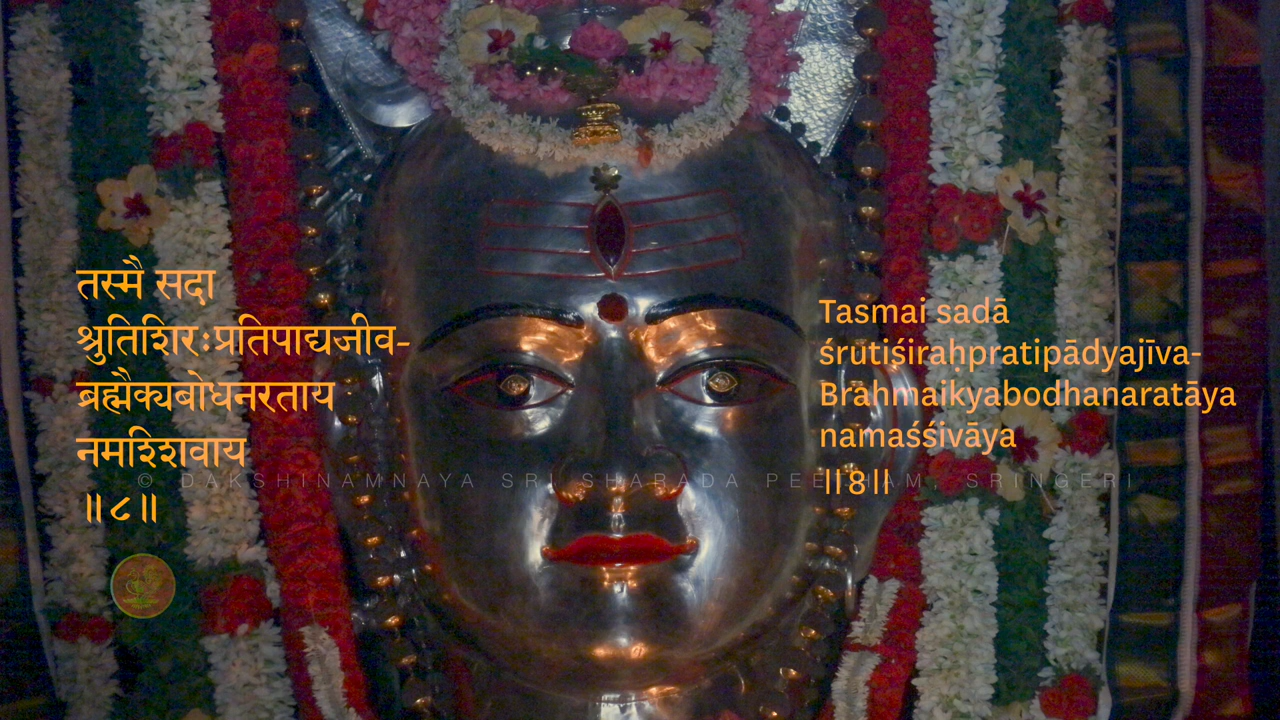 तस्मै सदा
श्रुतिशिरःप्रतिपाद्यजीव-
ब्रह्मैक्यबोधनरताय
नमश्शिवाय
॥८॥
Tasmai sadā
śrutiśiraḥpratipādyajīva-
Brahmaikyabodhanaratāya
namaśśivāya
॥8॥
© DAKSHINAMNAYA SRI SHARADA PEETHAM, SRINGERI